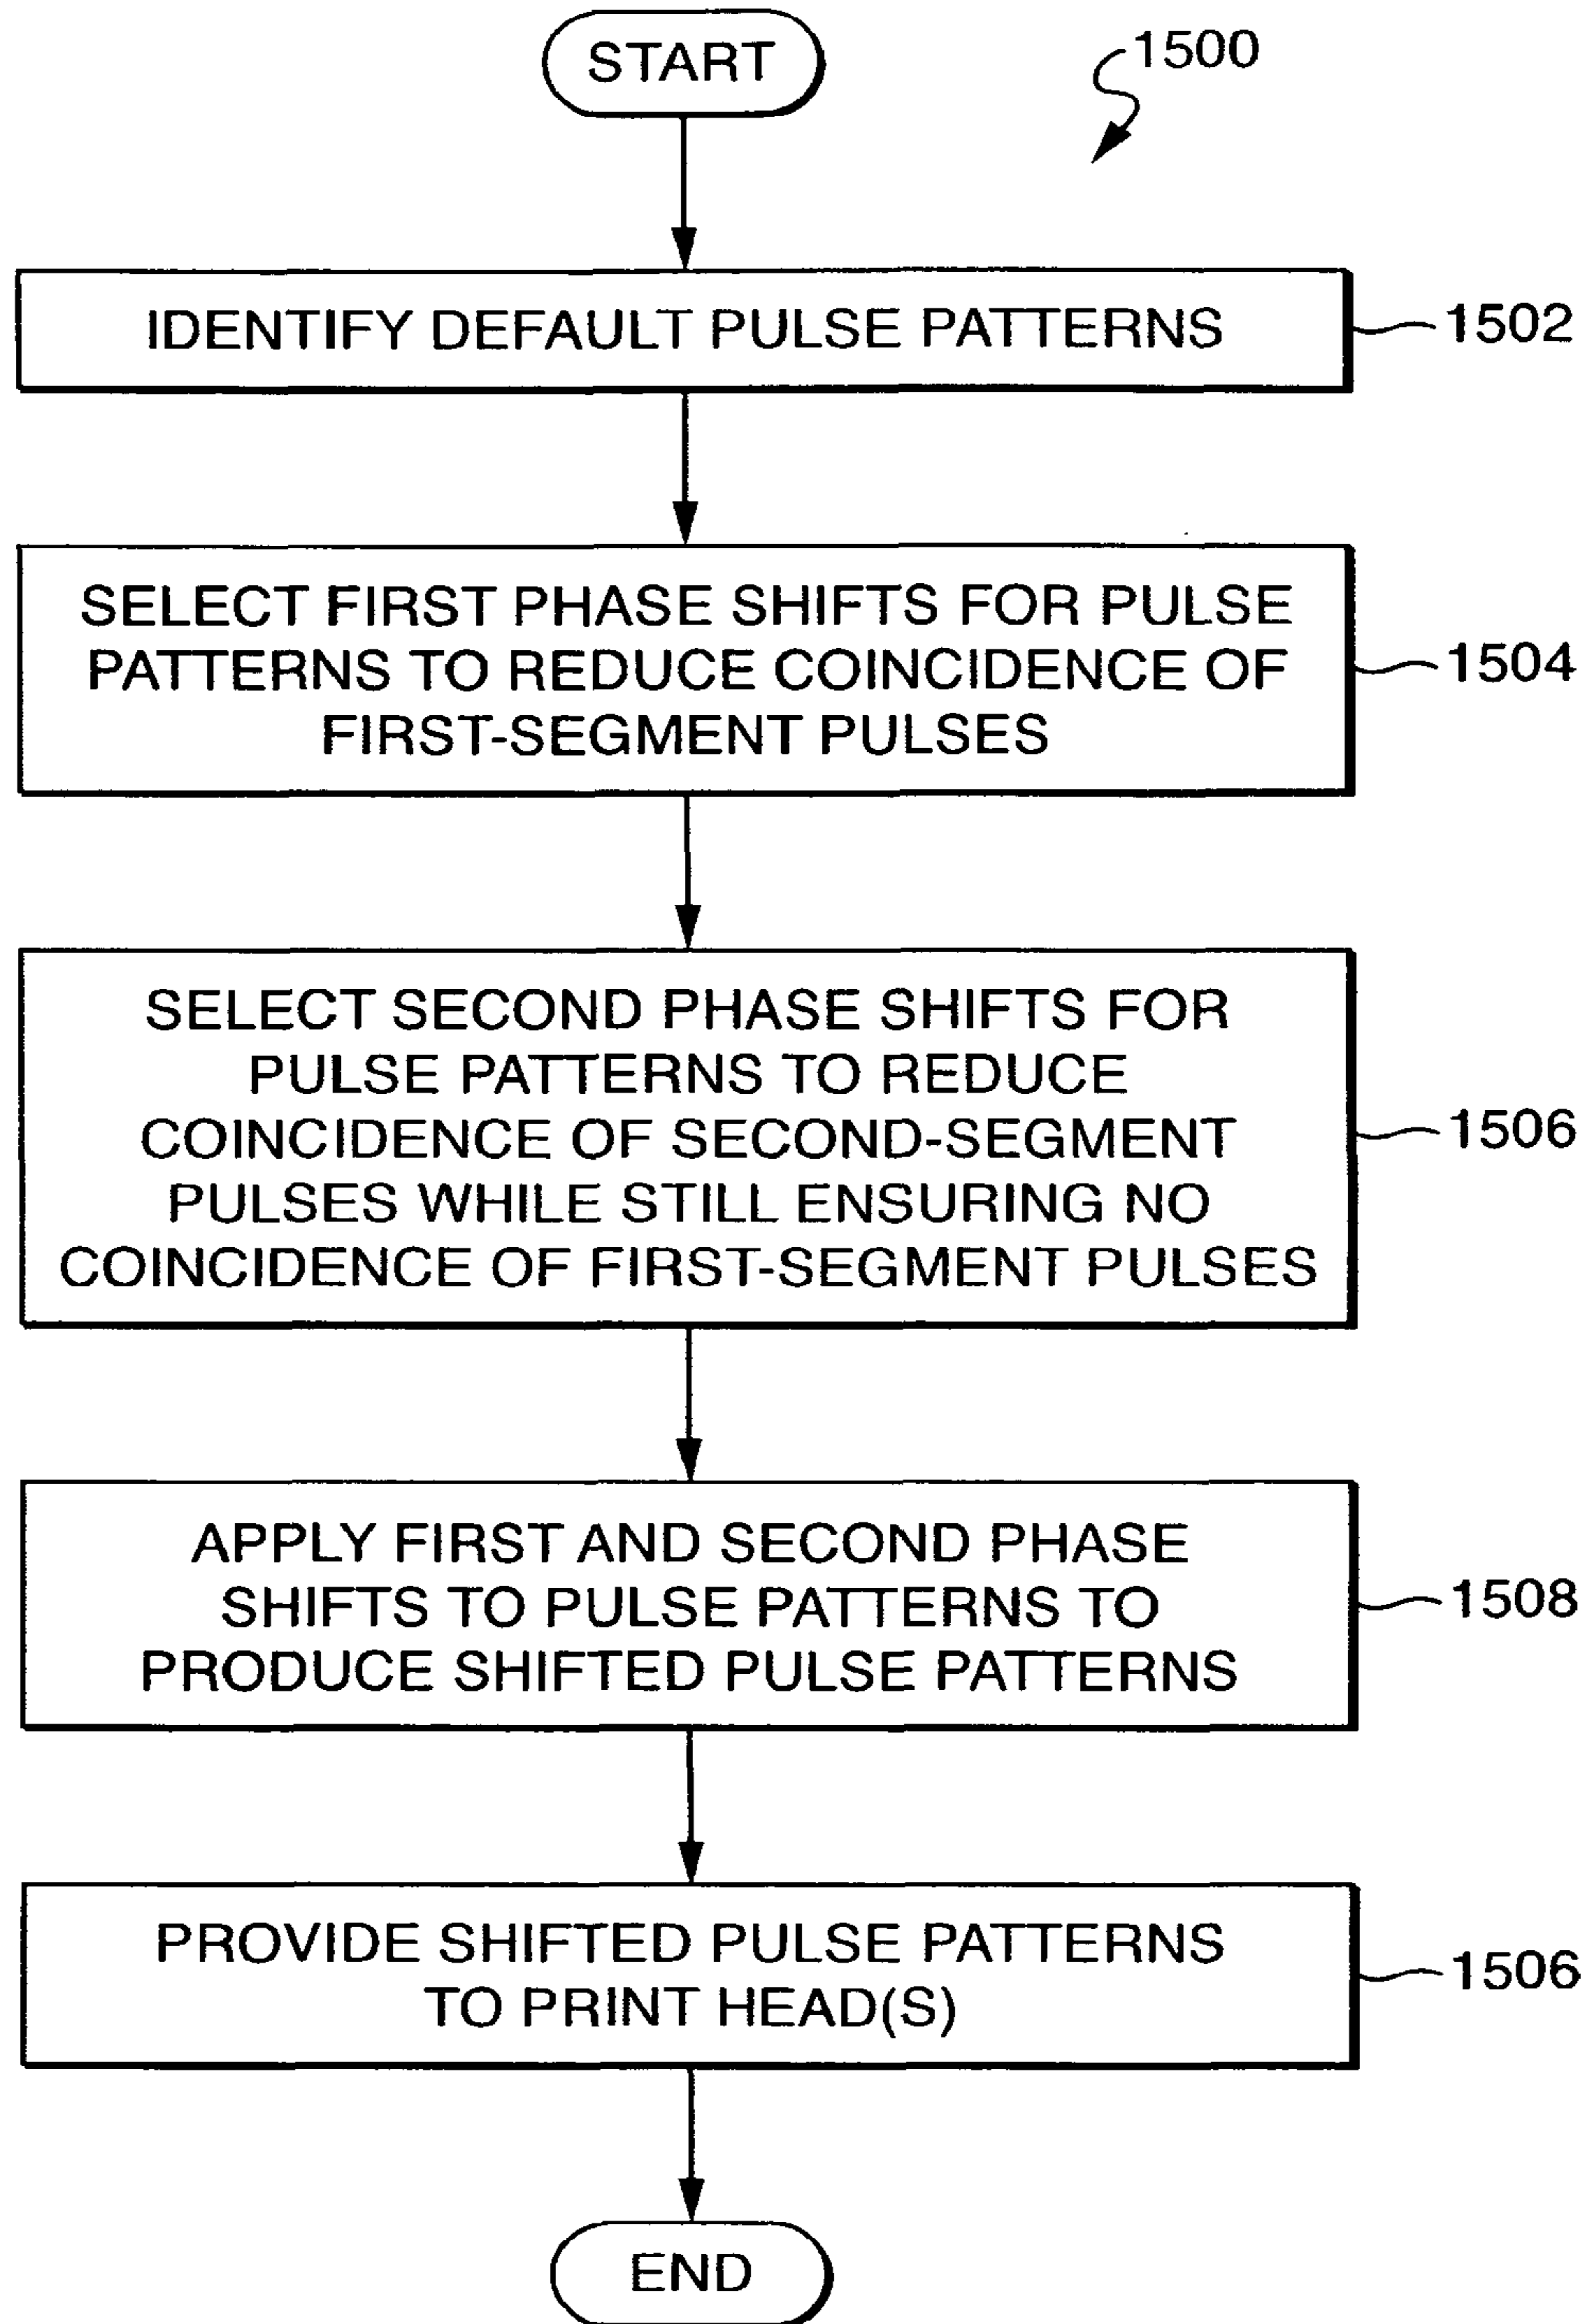 START
1500
IDENTIFY DEFAULT PULSE PATTERNS
1502
SELECT FIRST PHASE SHIFTS FOR PULSE
PATTERNS TO REDUCE COINCIDENCE OF
FIRST-SEGMENT PULSES
1504
SELECT SECOND PHASE SHIFTS FOR
PULSE PATTERNS TO REDUCE
COINCIDENCE OF SECOND-SEGMENT
PULSES WHILE STILL ENSURING NO
COINCIDENCE OF FIRST-SEGMENT PULSES
1506
APPLY FIRST AND SECOND PHASE
SHIFTS TO PULSE PATTERNS TO
PRODUCE SHIFTED PULSE PATTERNS
1508
PROVIDE SHIFTED PULSE PATTERNS
TO PRINT HEAD(S)
1506
END